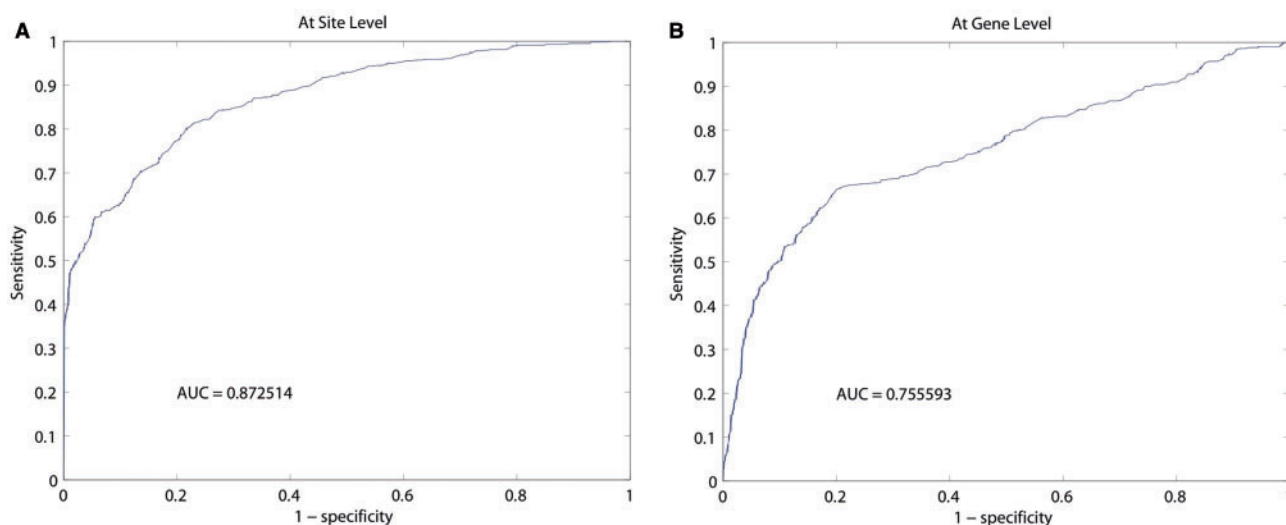 A
At Site Level
1
0.9
0.8
0.7
0.6
0.5
0.4
0.3
0.2
0.1
0
Sensitivity
AUC = 0.872514
0 0.2 0.4 0.6 0.8 1
1 − specificity
B
At Gene Level
1
0.9
0.8
0.7
0.6
0.5
0.4
0.3
0.2
0.1
0
Sensitivity
AUC = 0.755593
0 0.2 0.4 0.6 0.8
1 − specificity